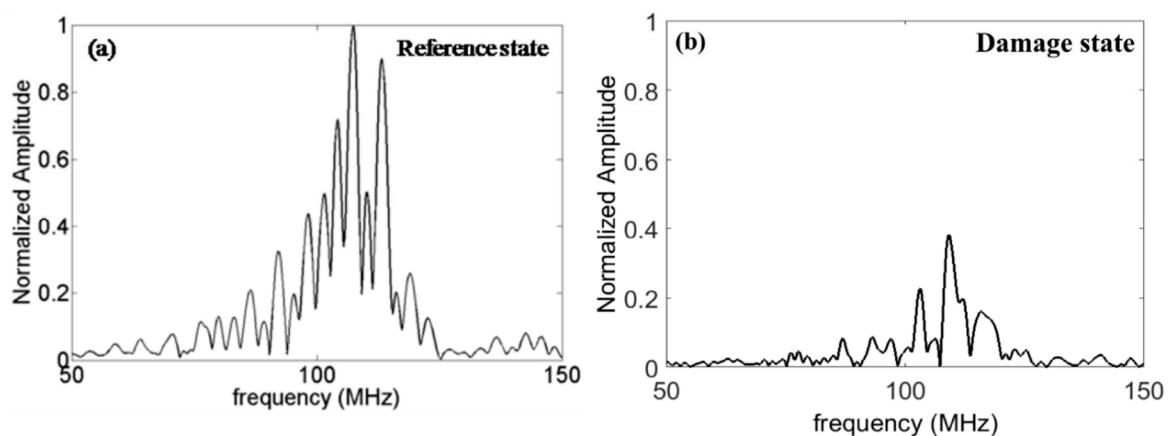 (a)
Reference state
Normalized Amplitude
1
0.8
0.6
0.4
0.2
0
50
100
150
frequency (MHz)
(b)
Damage state
Normalized Amplitude
1
0.8
0.6
0.4
0.2
0
50
100
150
frequency (MHz)